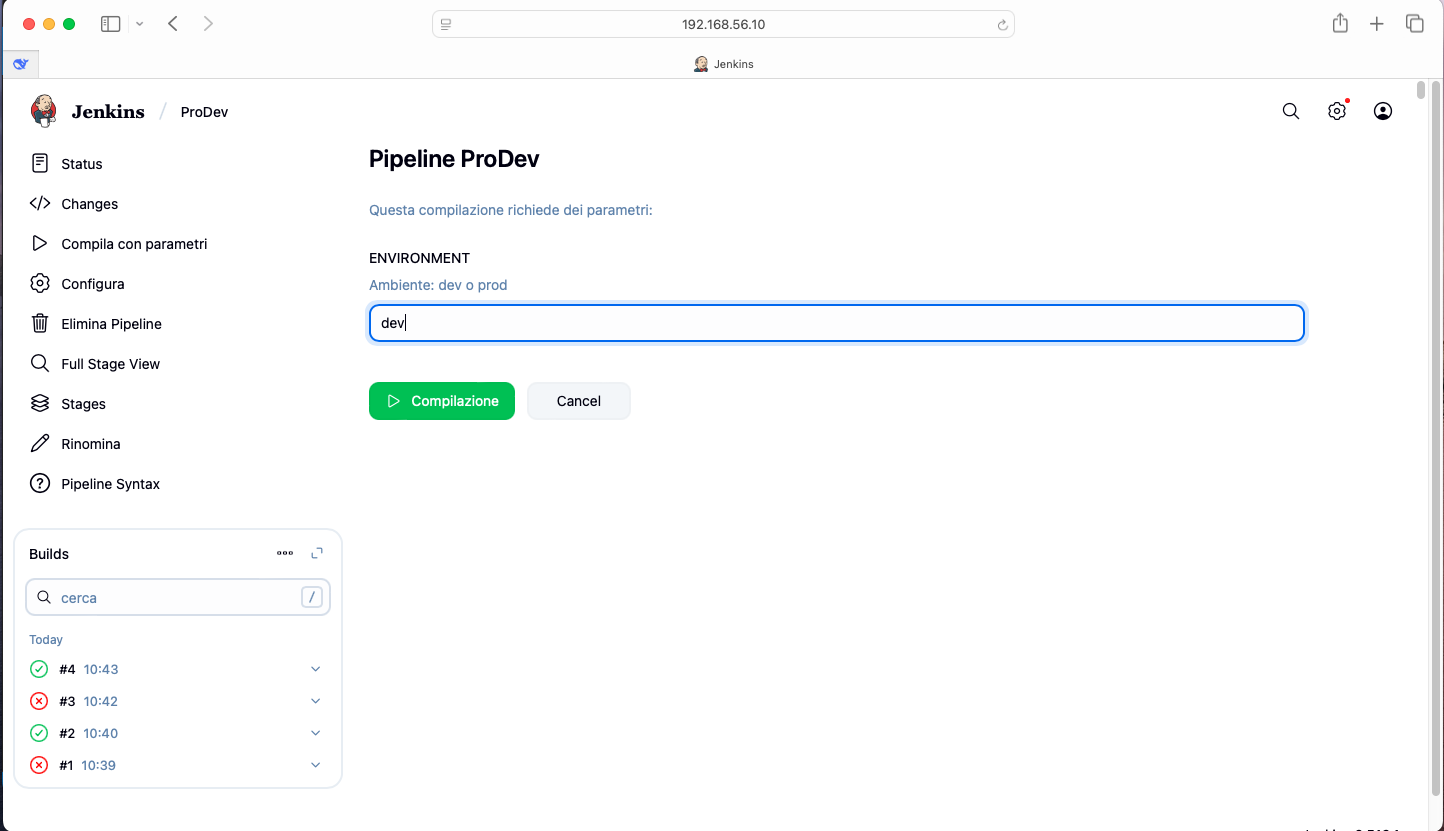 192.168.56.10
Jenkins
Jenkins / ProDev
Status
Changes
Compila con parametri
Configura
Elimina Pipeline
Full Stage View
Stages
Rinomina
Pipeline Syntax
Pipeline ProDev
Questa compilazione richiede dei parametri:
ENVIRONMENT
Ambiente: dev o prod
dev
Compilazione
Cancel
Builds
cerca /
Today
#4 10:43
#3 10:42
#2 10:40
#1 10:39